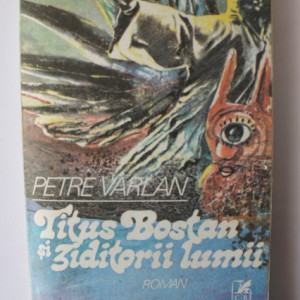 PETRE VARLAN
Titus Bostan
și ziditorii lumii
ROMAN